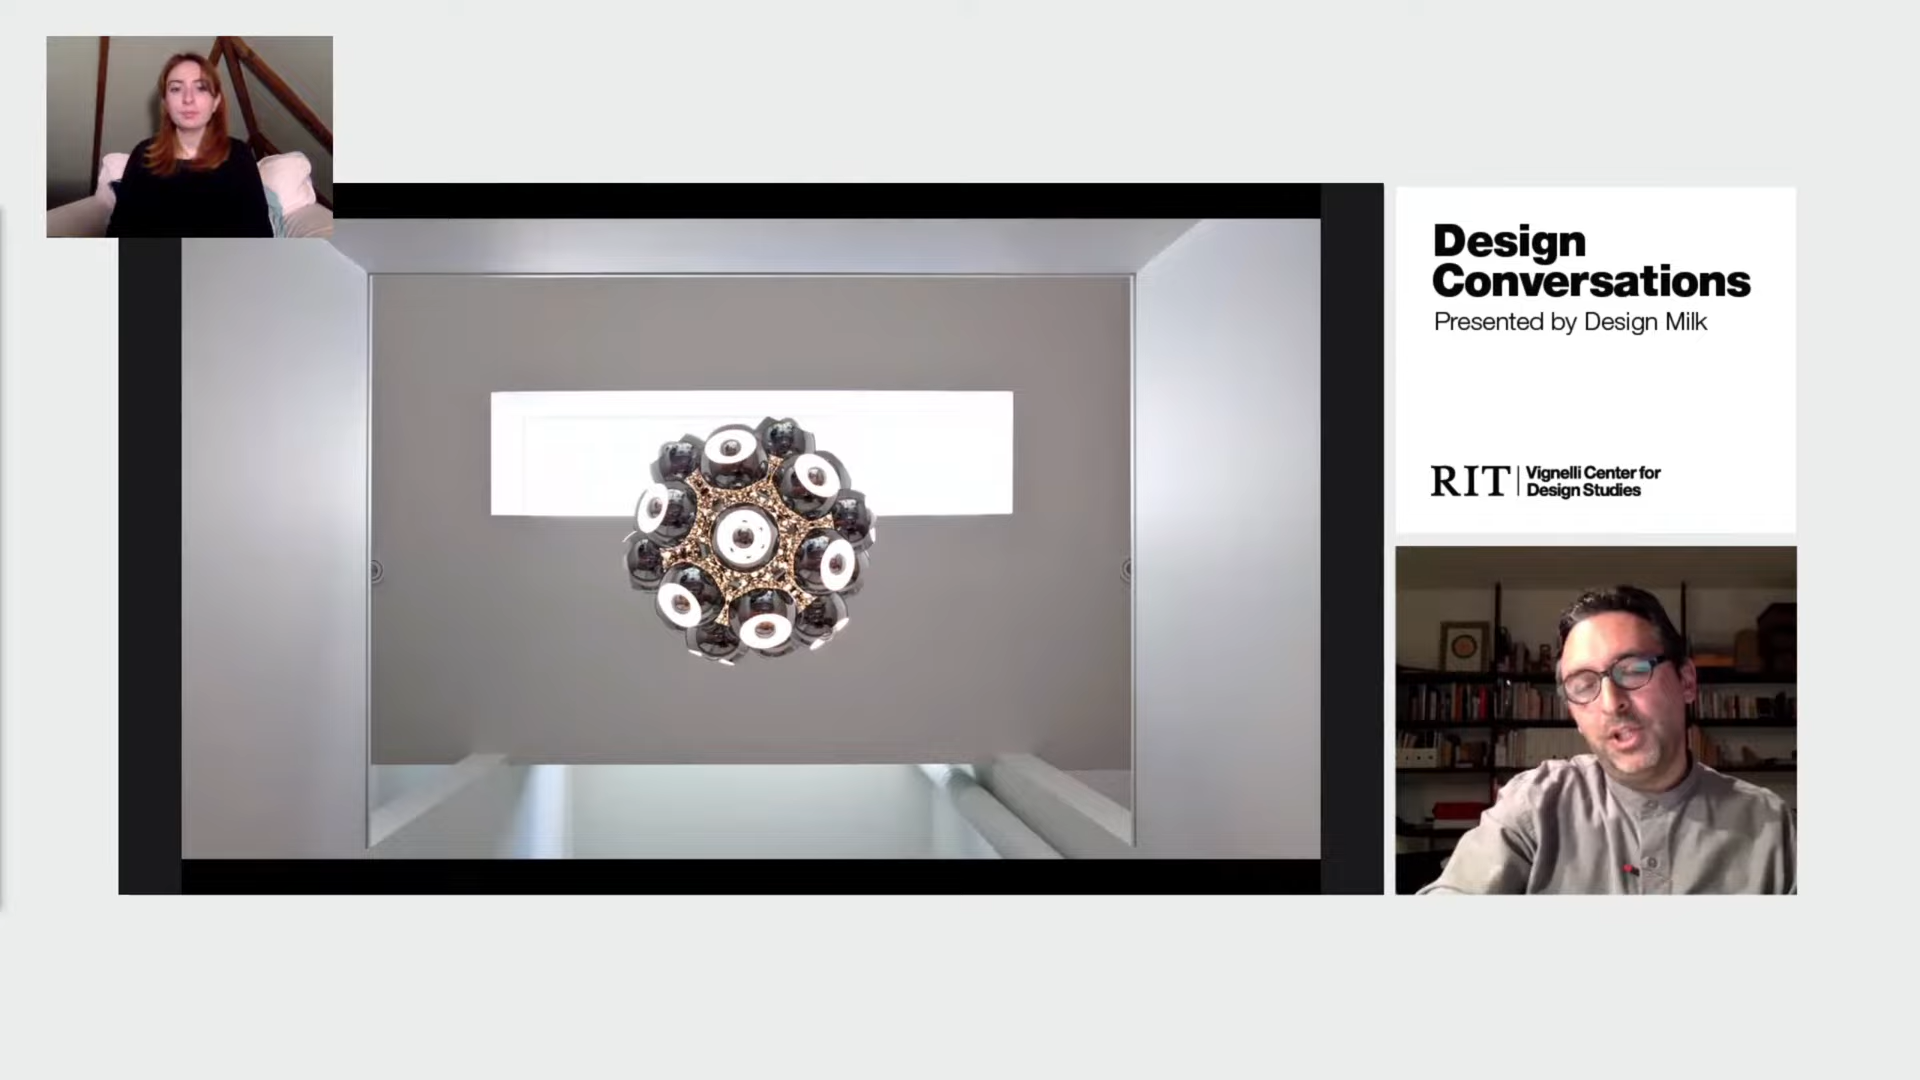 Design
Conversations
Presented by Design Milk
RIT
Vignelli Center for
Design Studies